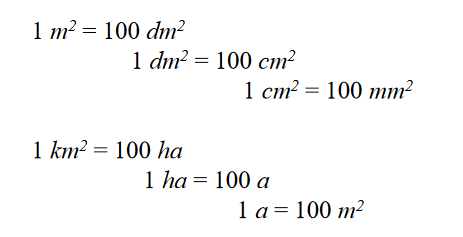 1 m² = 100 dm²
1 dm² = 100 cm²
1 cm² = 100 mm²
1 km² = 100 ha
1 ha = 100 a
1 a = 100 m²